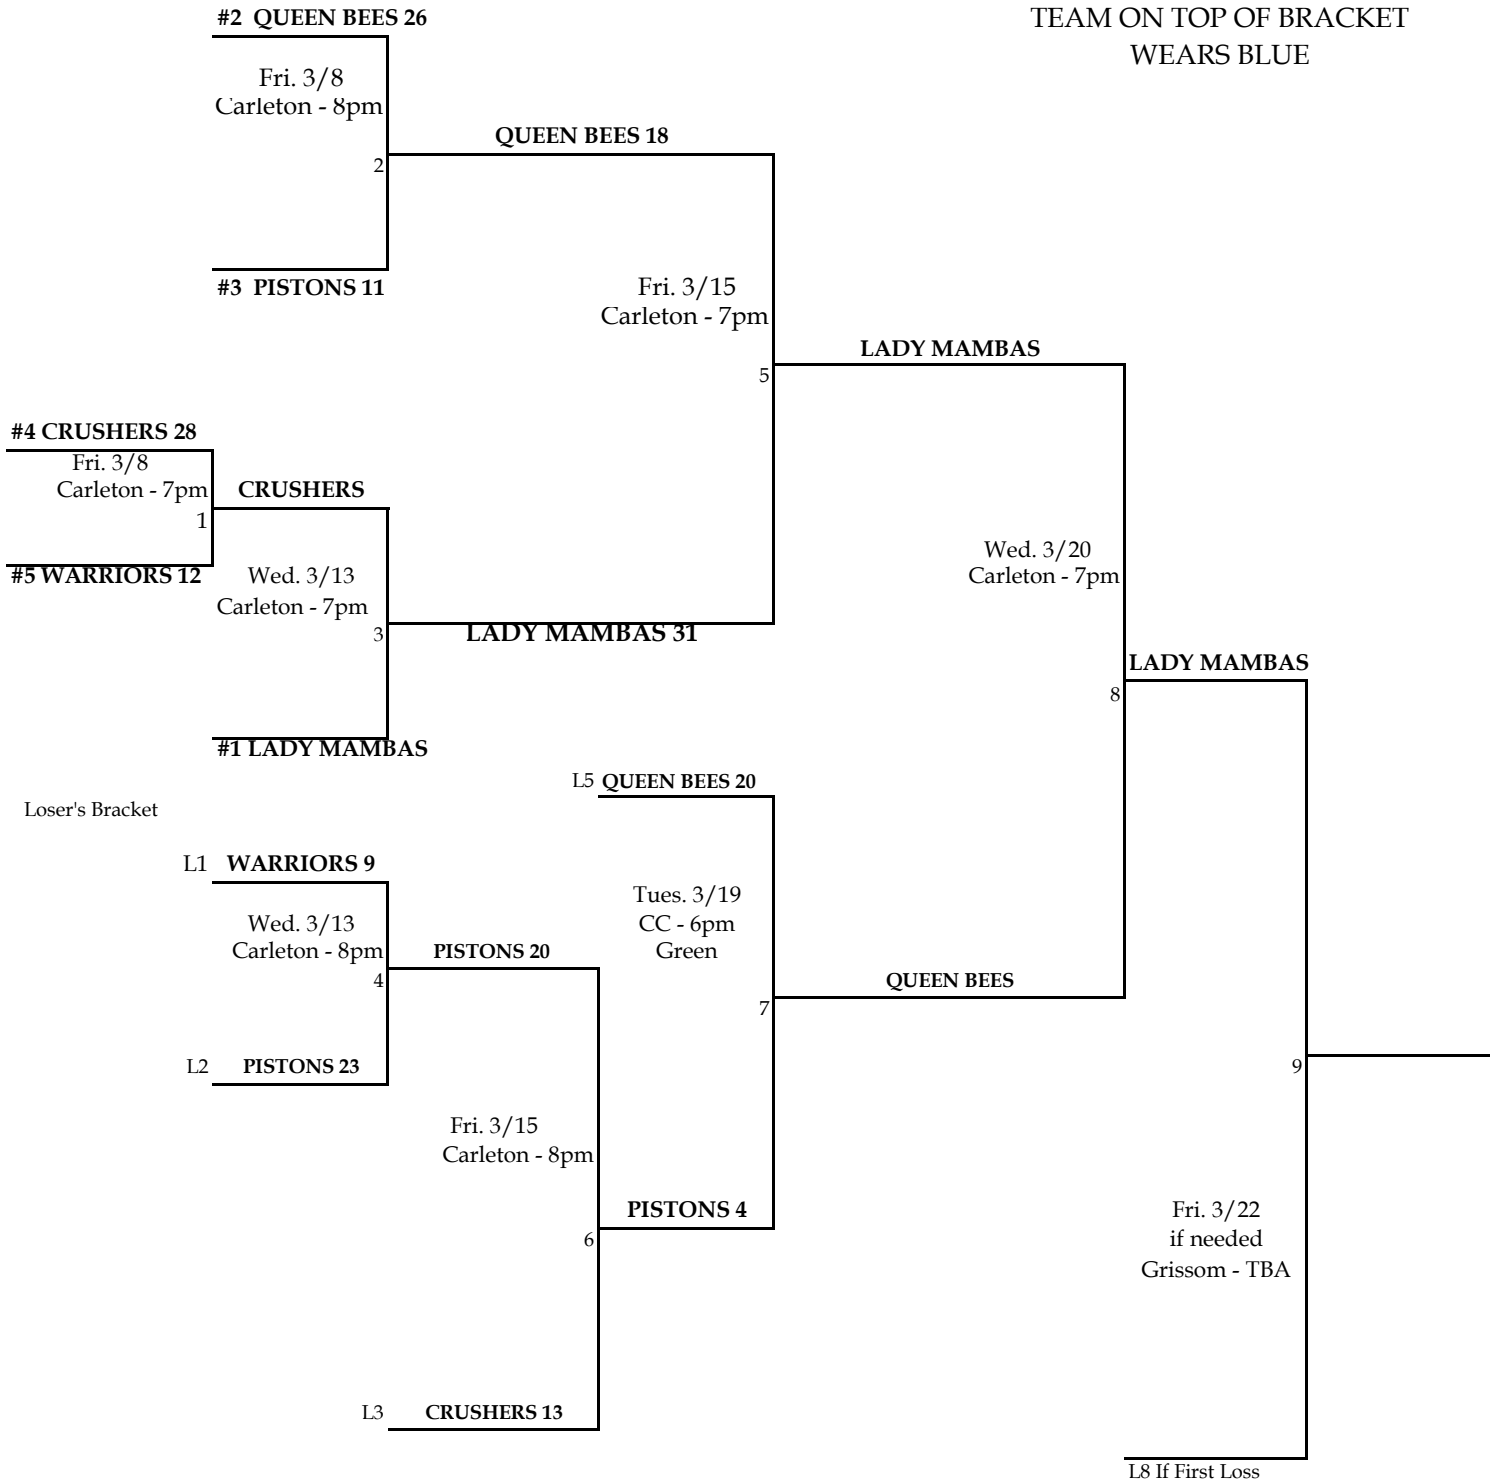 #2 QUEEN BEES 26
TEAM ON TOP OF BRACKET
WEARS BLUE
Fri. 3/8
Carleton - 8pm
QUEEN BEES 18
2
#3 PISTONS 11
Fri. 3/15
Carleton - 7pm
LADY MAMBAS
5
#4 CRUSHERS 28
Fri. 3/8
Carleton - 7pm
CRUSHERS
1
#5 WARRIORS 12
Wed. 3/13
Carleton - 7pm
3
LADY MAMBAS 31
Wed. 3/20
Carleton - 7pm
LADY MAMBAS
8
#1 LADY MAMBAS
L5 QUEEN BEES 20
Loser's Bracket
L1 WARRIORS 9
Wed. 3/13
Carleton - 8pm
4
PISTONS 20
Tues. 3/19
CC - 6pm
Green
QUEEN BEES
7
L2 PISTONS 23
9
Fri. 3/15
Carleton - 8pm
PISTONS 4
6
Fri. 3/22
if needed
Grissom - TBA
L3 CRUSHERS 13
L8 If First Loss